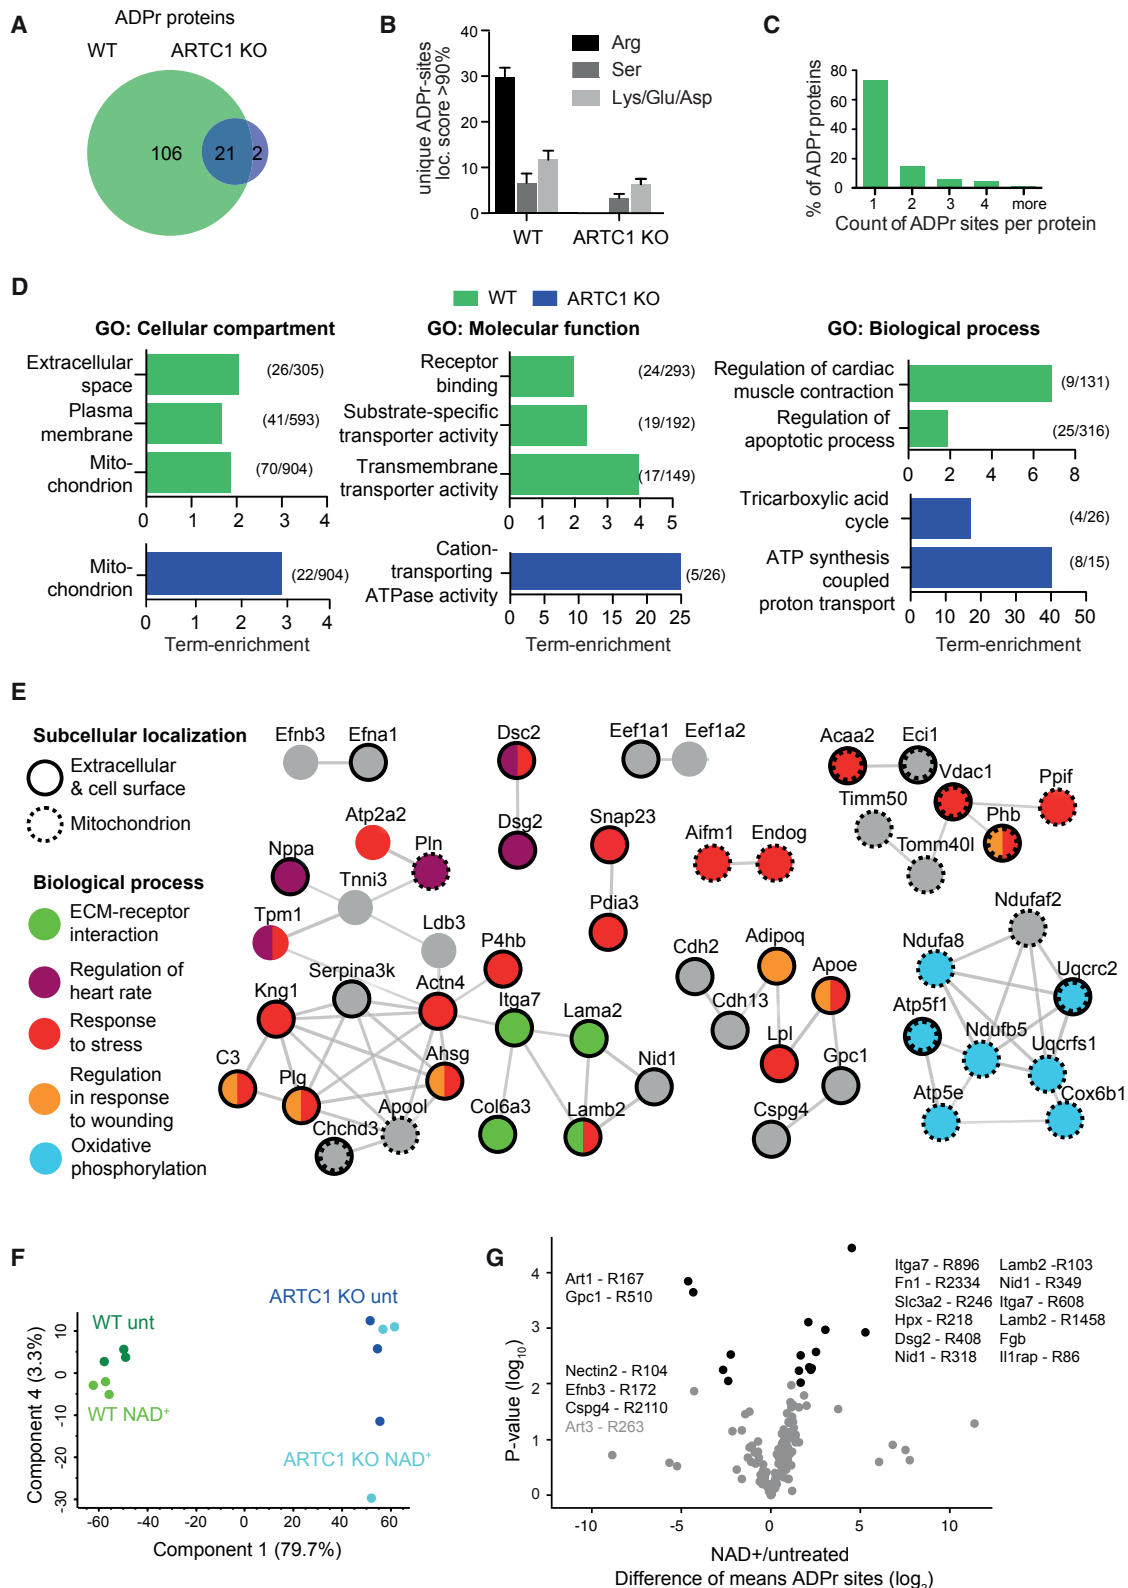 A
ADPr proteins
WT
ARTC1 KO
106
21
2
B
unique ADPr-sites
loc. score >90%
40
30
20
10
0
Arg
Ser
Lys/Glu/Asp
WT
ARTC1 KO
C
% of ADPr proteins
80
60
40
20
0
1
2
3
4
more
Count of ADPr sites per protein
D
WT
ARTC1 KO
GO: Cellular compartment
Extracellular
space
(26/305)
Plasma
membrane
(41/593)
Mito-
chondrion
(70/904)
0
1
2
3
4
Mito-
chondrion
(22/904)
0
1
2
3
4
Term-enrichment
GO: Molecular function
Receptor
binding
(24/293)
Substrate-specific
transporter activity
(19/192)
Transmembrane
transporter activity
(17/149)
0
1
2
3
4
5
Cation-
transporting
ATPase activity
(5/26)
0
5
10
15
20
25
Term-enrichment
GO: Biological process
Regulation of cardiac
muscle contraction
(9/131)
Regulation of
apoptotic process
(25/316)
0
2
4
6
8
Tricarboxylic acid
cycle
(4/26)
ATP synthesis
coupled
proton transport
(8/15)
0
10
20
30
40
50
Term-enrichment
E
Subcellular localization
Extracellular
& cell surface
Mitochondrion
Biological process
ECM-receptor
interaction
Regulation of
heart rate
Response
to stress
Regulation
in response
to wounding
Oxidative
phosphorylation
Efnb3
Efna1
Dsc2
Dsg2
Eef1a1
Eef1a2
Acaa2
Eci1
Vdac1
Ppif
Timm50
Phb
Tomm40l
Atp2a2
Nppa
Pln
Tnni3
Tpm1
Ldb3
Snap23
Pdia3
Aifm1
Endog
P4hb
Serpina3k
Actn4
Kng1
Itga7
Lama2
C3
Plg
Ahsg
Nid1
Apool
Chchd3
Col6a3
Lamb2
Cdh2
Adipoq
Apoe
Cdh13
Lpl
Gpc1
Cspg4
Ndufaf2
Ndufa8
Uqcrc2
Atp5f1
Ndufb5
Uqcrfs1
Atp5e
Cox6b1
F
Component 4 (3.3%)
10
0
-10
-20
-30
WT unt
WT NAD+
ARTC1 KO unt
ARTC1 KO NAD+
-60
-40
-20
0
20
40
60
Component 1 (79.7%)
G
P-value (log10)
4
3
2
1
0
Art1 - R167
Gpc1 - R510
Nectin2 - R104
Efnb3 - R172
Cspg4 - R2110
Art3 - R263
Itga7 - R896
Fn1 - R2334
Slc3a2 - R246
Hpx - R218
Dsg2 - R408
Nid1 - R318
Lamb2 - R103
Nid1 - R349
Itga7 - R608
Lamb2 - R1458
Fgb
Il1rap - R86
-10
-5
0
5
10
NAD+/untreated
Difference of means ADPr sites (log2)